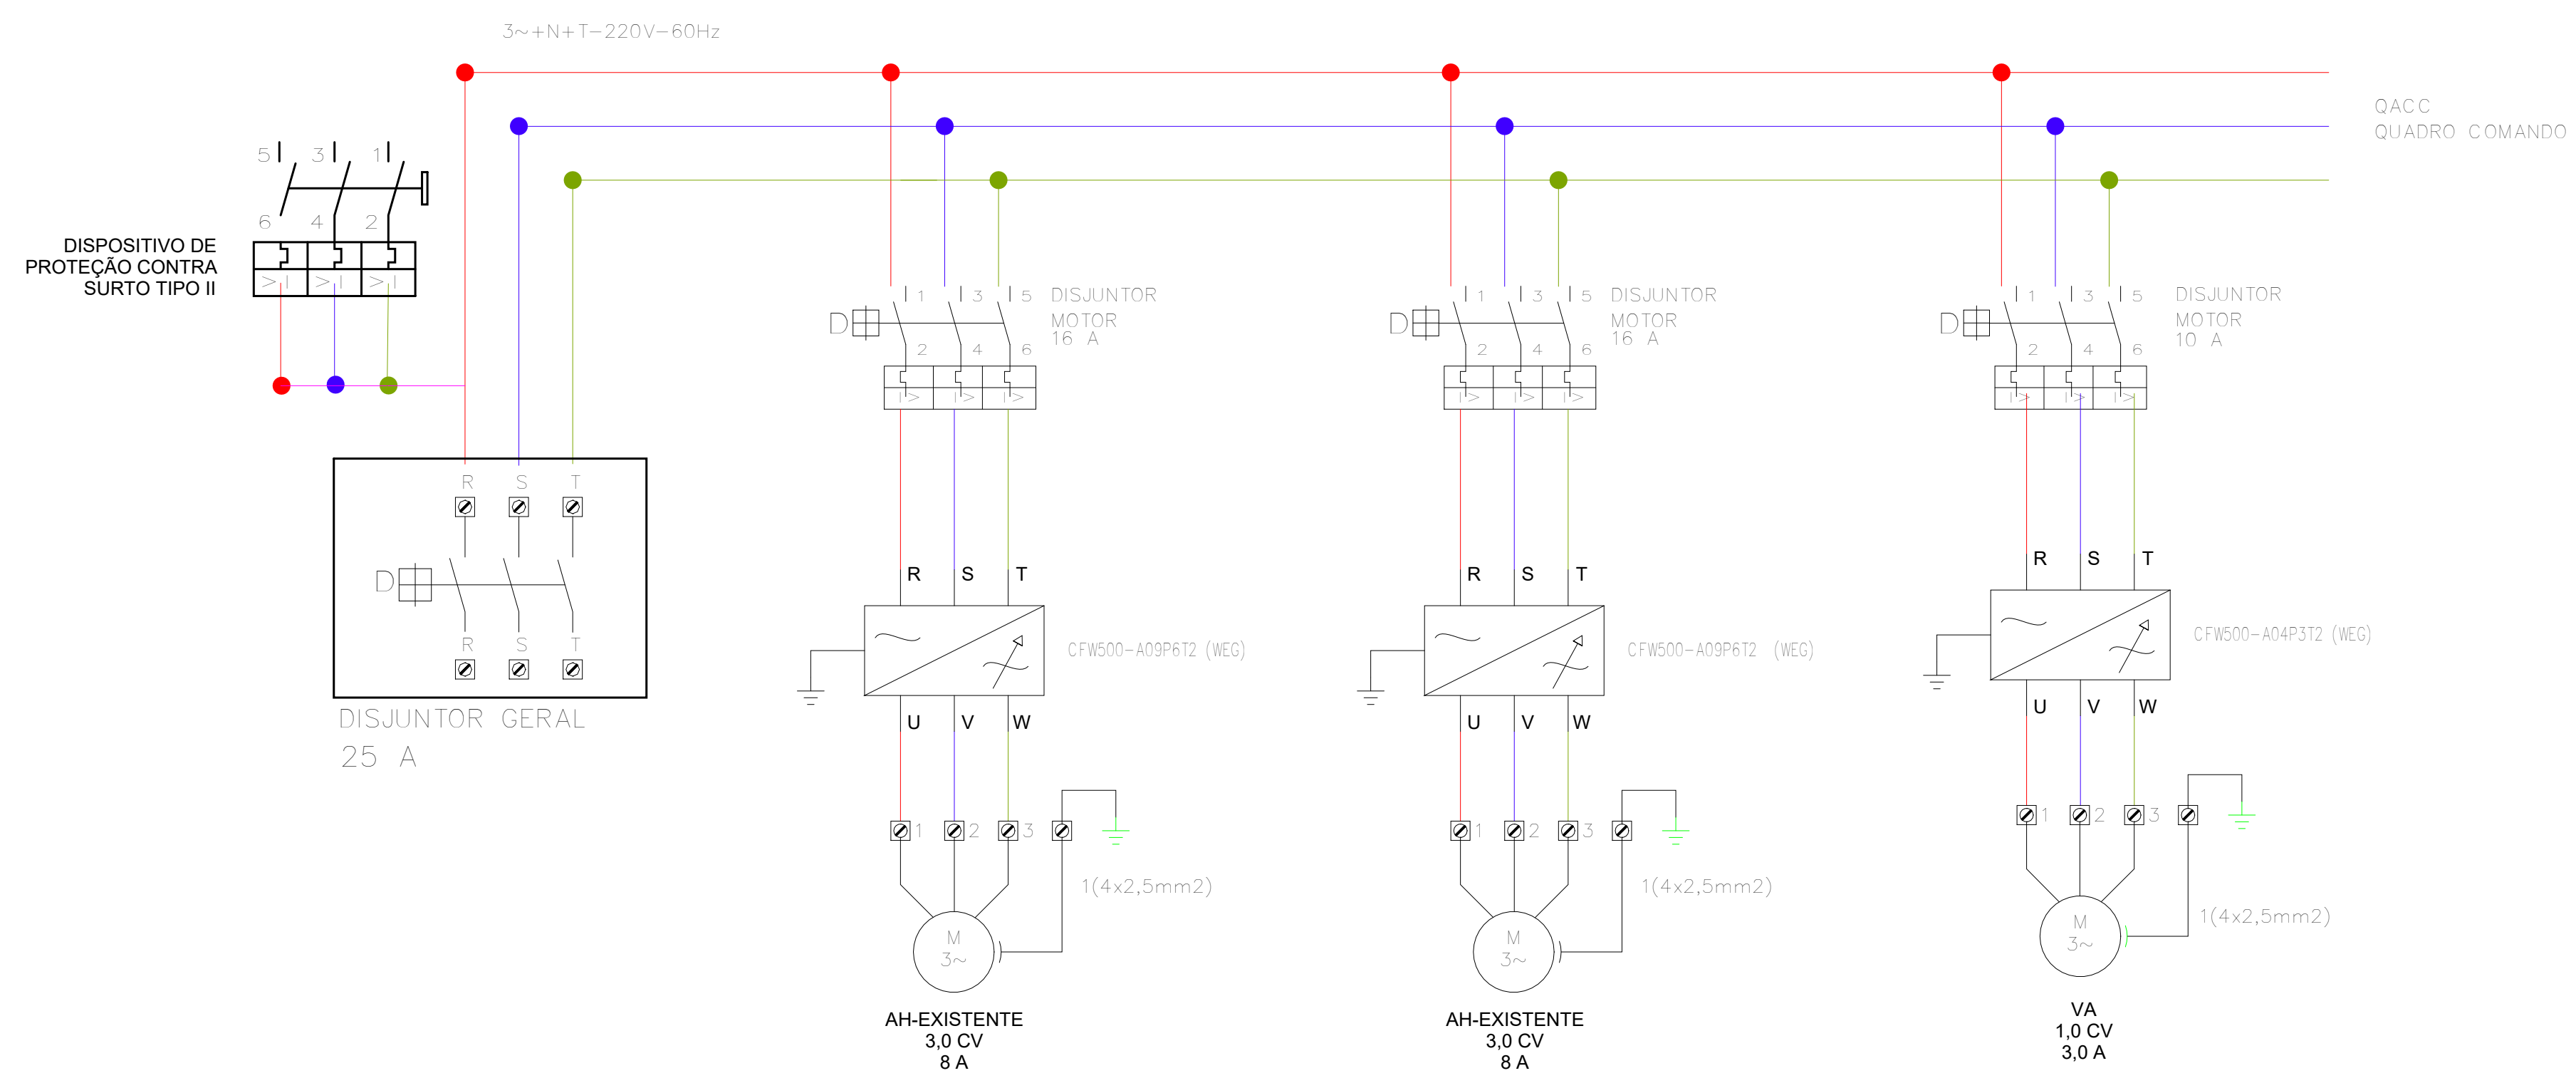 3~+N+T-220V-60Hz
QACC
QUADRO COMANDO
5 3 1
6 4 2
DISPOSITIVO DE
PROTEÇÃO CONTRA
SURTO TIPO II
>I >I >I
R S T
D
R S T
DISJUNTOR GERAL
25 A
1 3 5
DISJUNTOR
MOTOR
16 A
D
2 4 6
I> I> I>
R S T
CFW500-A09P6T2 (WEG)
U V W
1 2 3
1(4x2,5mm2)
M
3~
AH-EXISTENTE
3,0 CV
8 A
1 3 5
DISJUNTOR
MOTOR
16 A
D
2 4 6
I> I> I>
R S T
CFW500-A09P6T2 (WEG)
U V W
1 2 3
1(4x2,5mm2)
M
3~
AH-EXISTENTE
3,0 CV
8 A
1 3 5
DISJUNTOR
MOTOR
10 A
D
2 4 6
I> I> I>
R S T
CFW500-A04P3T2 (WEG)
U V W
1 2 3
1(4x2,5mm2)
M
3~
VA
1,0 CV
3,0 A